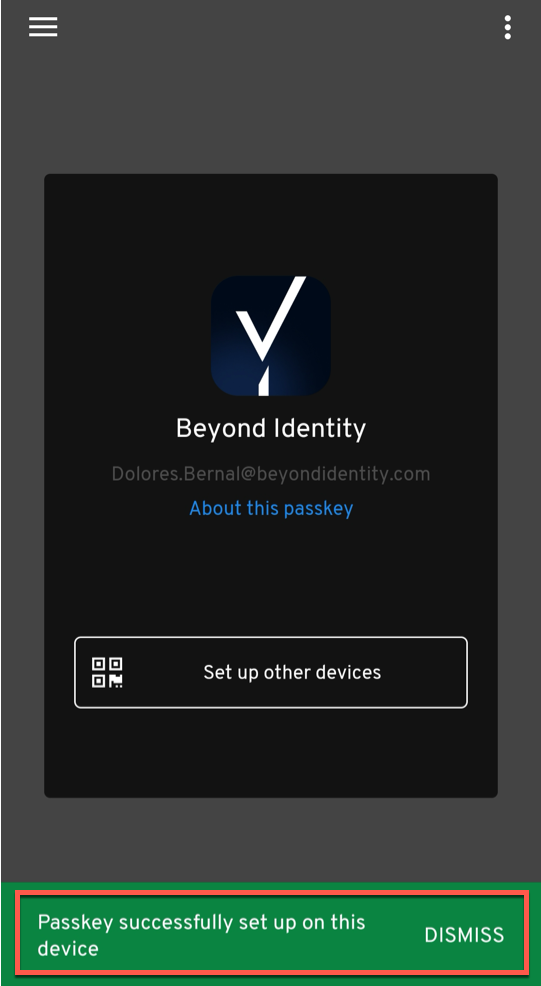 Beyond Identity
Dolores.Bernal@beyondidentity.com
About this passkey
Set up other devices
Passkey successfully set up on this
device
DISMISS